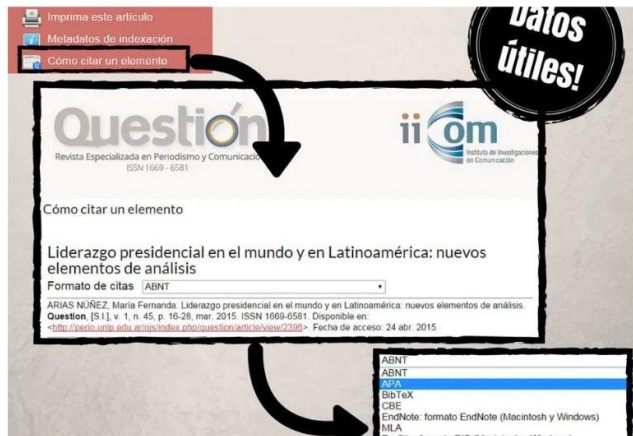 Imprima este artículo
Metadatos de indexación
Cómo citar un elemento
Datos
útiles!
Questión
Revista Especializada en Periodismo y Comunicación
ISSN 1669 - 6581
iicom
Instituto de Investigaciones
en Comunicación
Cómo citar un elemento
Liderazgo presidencial en el mundo y en Latinoamérica: nuevos
elementos de análisis
Formato de citas ABNT
ARIAS NÚÑEZ, María Fernanda. Liderazgo presidencial en el mundo y en Latinoamérica: nuevos elementos de análisis.
Question, [S.l.], v. 1, n. 45, p. 16-28, mar. 2015. ISSN 1669-6581. Disponible en:
<http://perio.unlp.edu.ar/ojs/index.php/question/article/view/2396>. Fecha de acceso: 24 abr. 2015
ABNT
ABNT
APA
BibTeX
CBE
EndNote: formato EndNote (Macintosh y Windows)
MLA